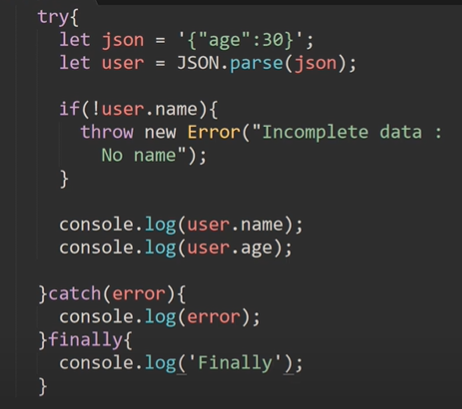 try{
let json = '{"age":30}';
let user = JSON.parse(json);
if(!user.name){
throw new Error("Incomplete data :
No name");
}
console.log(user.name);
console.log(user.age);
}catch(error){
console.log(error);
}finally{
console.log('Finally');
}